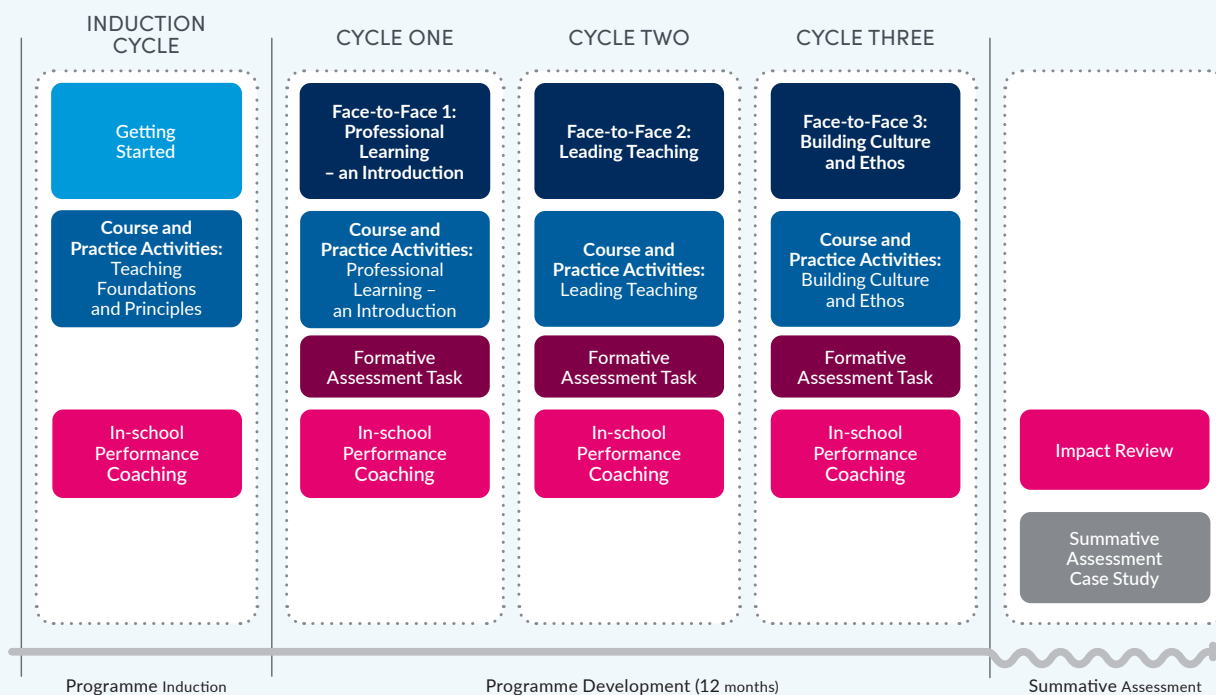 INDUCTION
CYCLE
Getting
Started
Course and
Practice Activities:
Teaching
Foundations
and Principles
In-school
Performance
Coaching
CYCLE ONE
Face-to-Face 1:
Professional
Learning
– an Introduction
Course and
Practice Activities:
Professional
Learning –
an Introduction
Formative
Assessment Task
In-school
Performance
Coaching
CYCLE TWO
Face-to-Face 2:
Leading Teaching
Course and
Practice Activities:
Leading Teaching
Formative
Assessment Task
In-school
Performance
Coaching
CYCLE THREE
Face-to-Face 3:
Building Culture
and Ethos
Course and
Practice Activities:
Building Culture
and Ethos
Formative
Assessment Task
In-school
Performance
Coaching
Impact Review
Summative
Assessment
Case Study
Programme Induction
Programme Development (12 months)
Summative Assessment